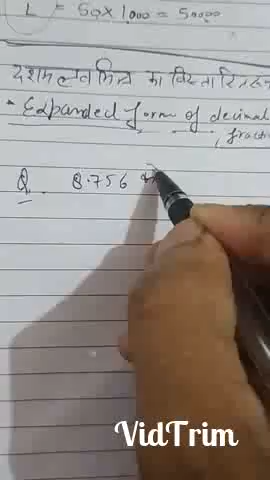 L = 50 x 1000 = 50000
दशमलव भिन्न का विस्तारित
* Expanded form of decimal
fract
Q. 8.756
VidTrim